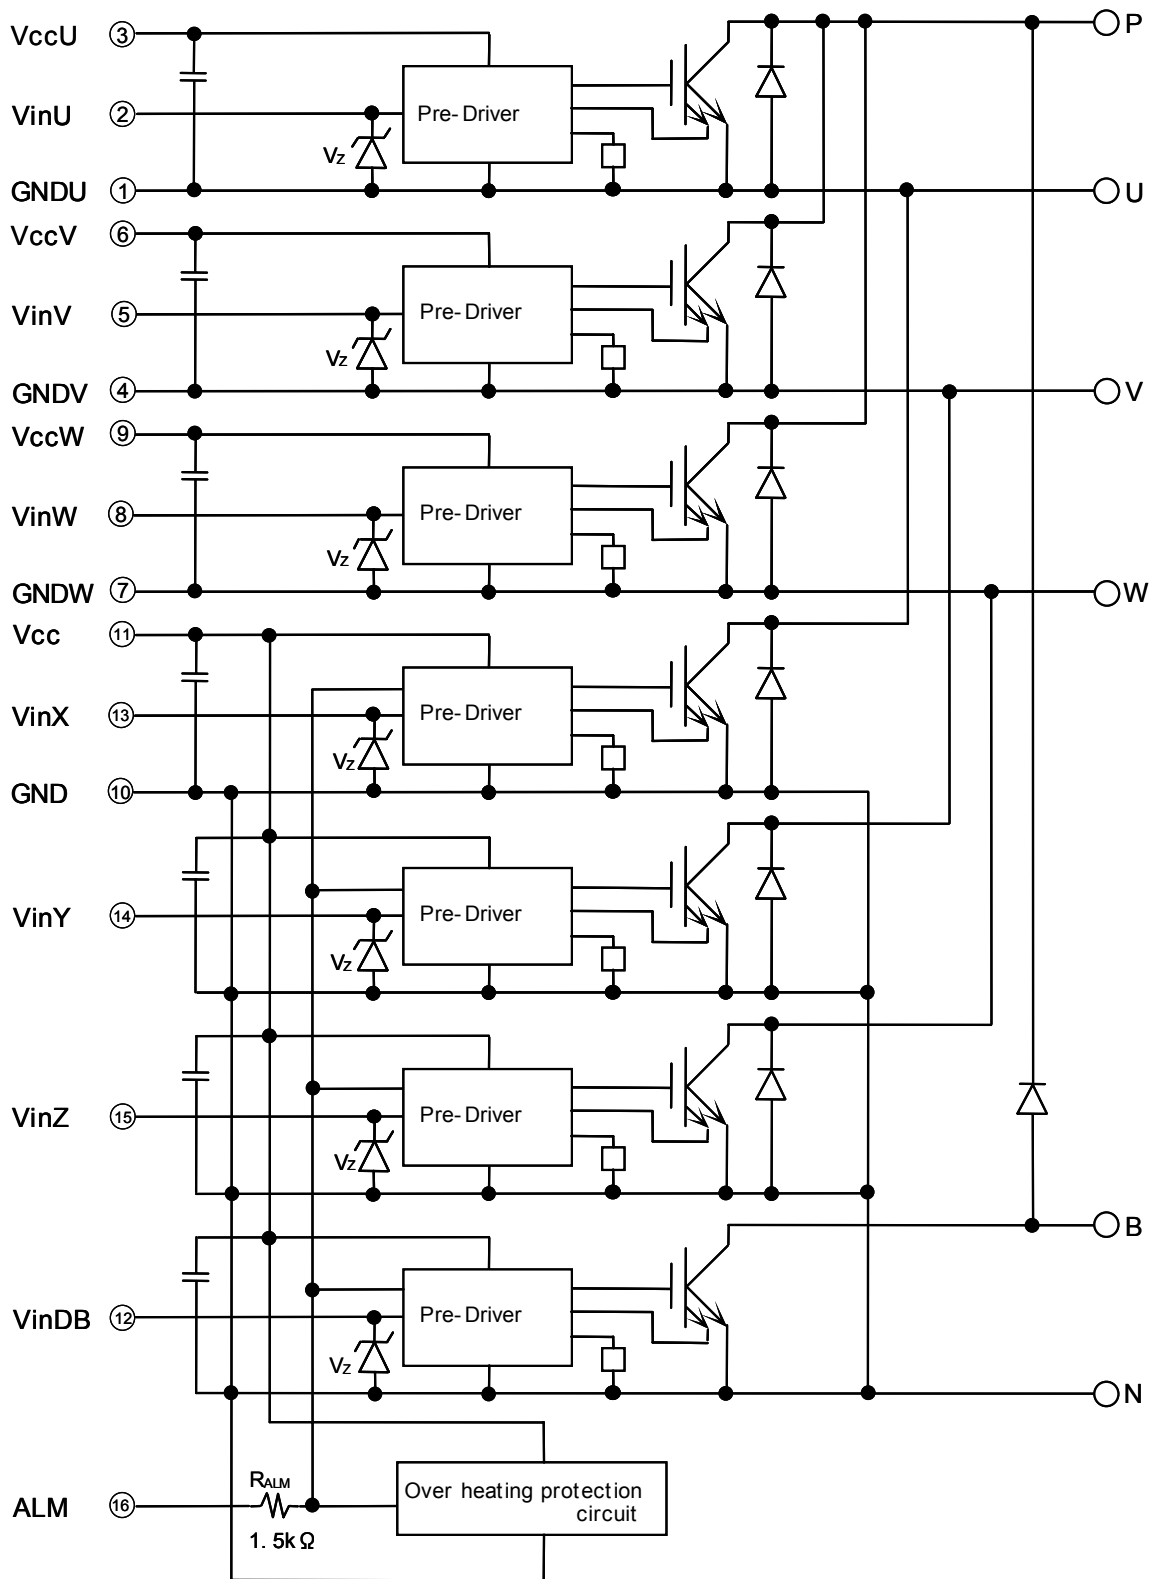 VccU ③ P
VinU ② Pre-Driver
Vz
GNDU ① U
VccV ⑥
VinV ⑤ Pre-Driver
Vz
GNDV ④ V
VccW ⑨
VinW ⑧ Pre-Driver
Vz
GNDW ⑦ W
Vcc ⑪
VinX ⑬ Pre-Driver
Vz
GND ⑩
VinY ⑭ Pre-Driver
Vz
VinZ ⑮ Pre-Driver
Vz
B
VinDB ⑫ Pre-Driver
Vz
N
RALM
ALM ⑯ Over heating protection
circuit
1.5kΩ